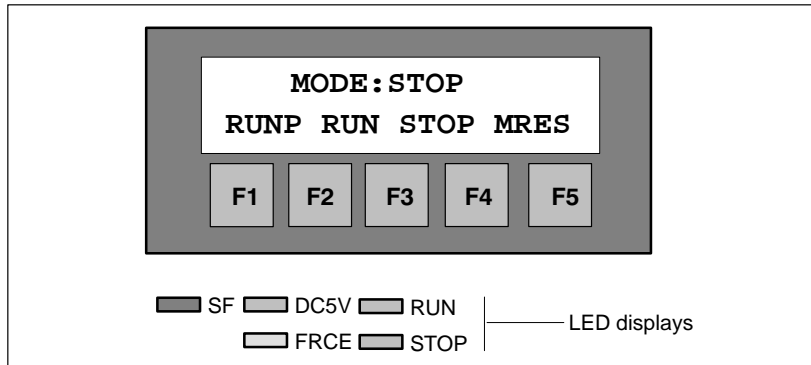 MODE:STOP
RUNP RUN STOP MRES
F1 F2 F3 F4 F5
SF DC5V RUN
FRCE STOP
LED displays